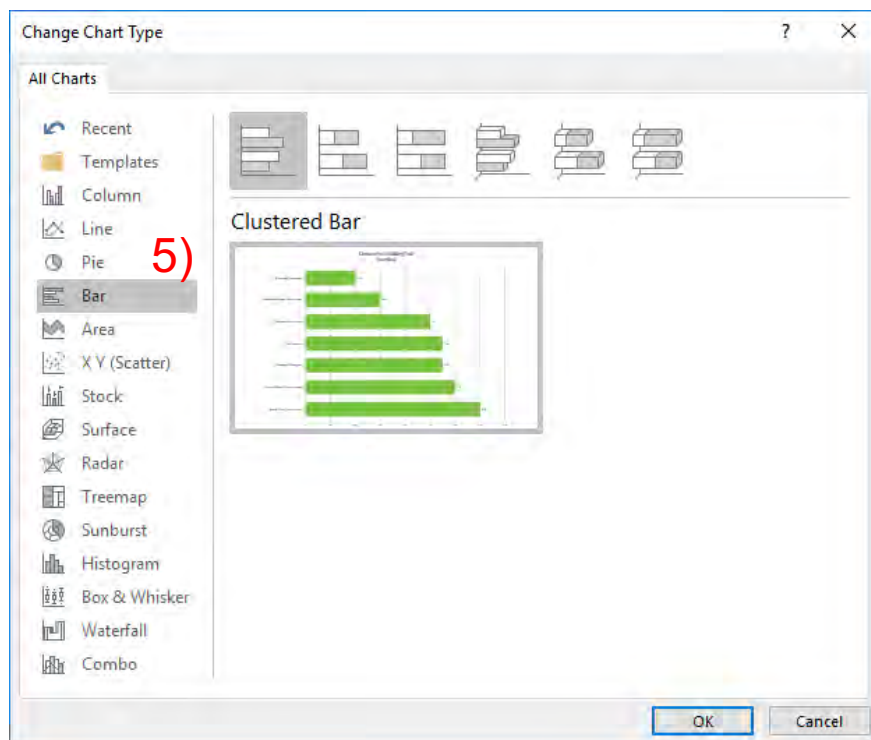 Change Chart Type
?
All Charts
Recent
Templates
Column
Line
Pie
5)
Bar
Area
X Y (Scatter)
Stock
Surface
Radar
Treemap
Sunburst
Histogram
Box & Whisker
Waterfall
Combo
Clustered Bar
OK
Cancel